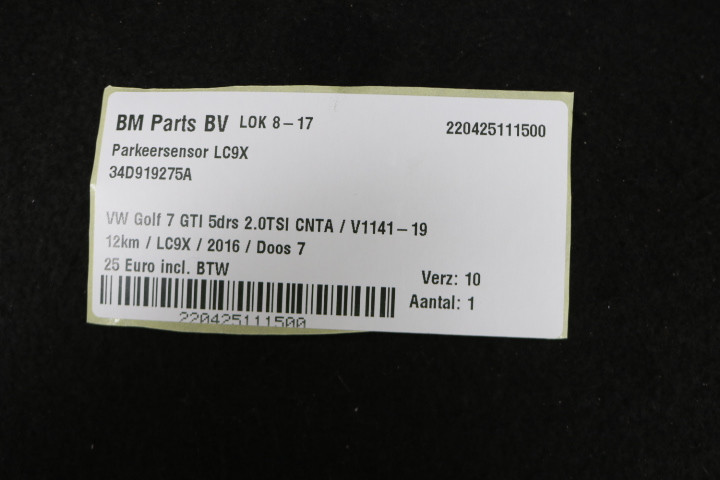 BM Parts BV LOK 8-17 220425111500
Parkeersensor LC9X
34D919275A
VW Golf 7 GTI 5drs 2.0TSI CNTA / V1141-19
12km / LC9X / 2016 / Doos 7
25 Euro incl. BTW
Verz: 10
Aantal: 1
220425111500